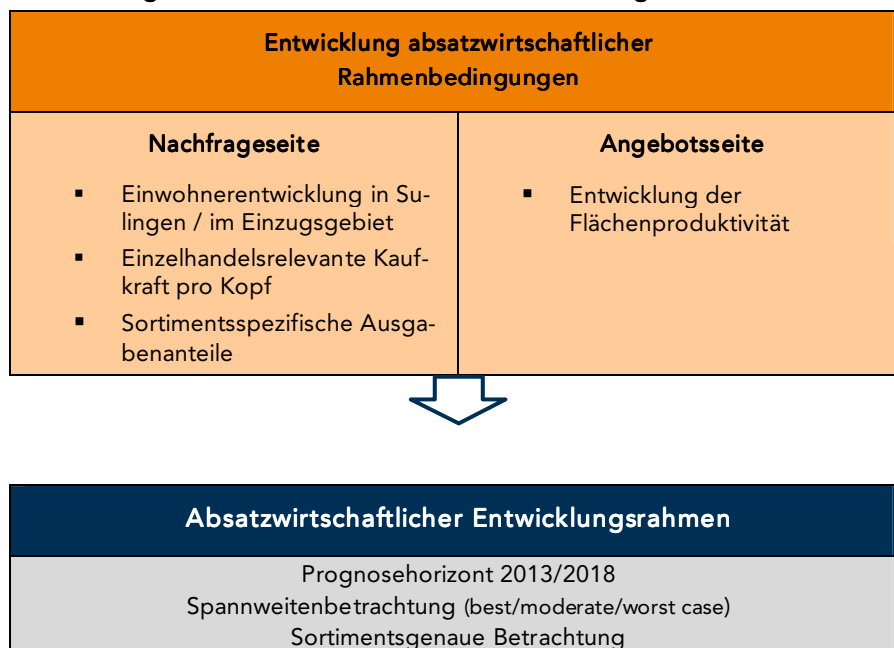 Entwicklung absatzwirtschaftlicher
Rahmenbedingungen
Nachfrageseite
▪ Einwohnerentwicklung in Su-
lingen / im Einzugsgebiet
▪ Einzelhandelsrelevante Kauf-
kraft pro Kopf
▪ Sortimentsspezifische Ausga-
benanteile
Angebotsseite
▪ Entwicklung der
Flächenproduktivität
Absatzwirtschaftlicher Entwicklungsrahmen
Prognosehorizont 2013/2018
Spannweitenbetrachtung (best/moderate/worst case)
Sortimentsgenaue Betrachtung